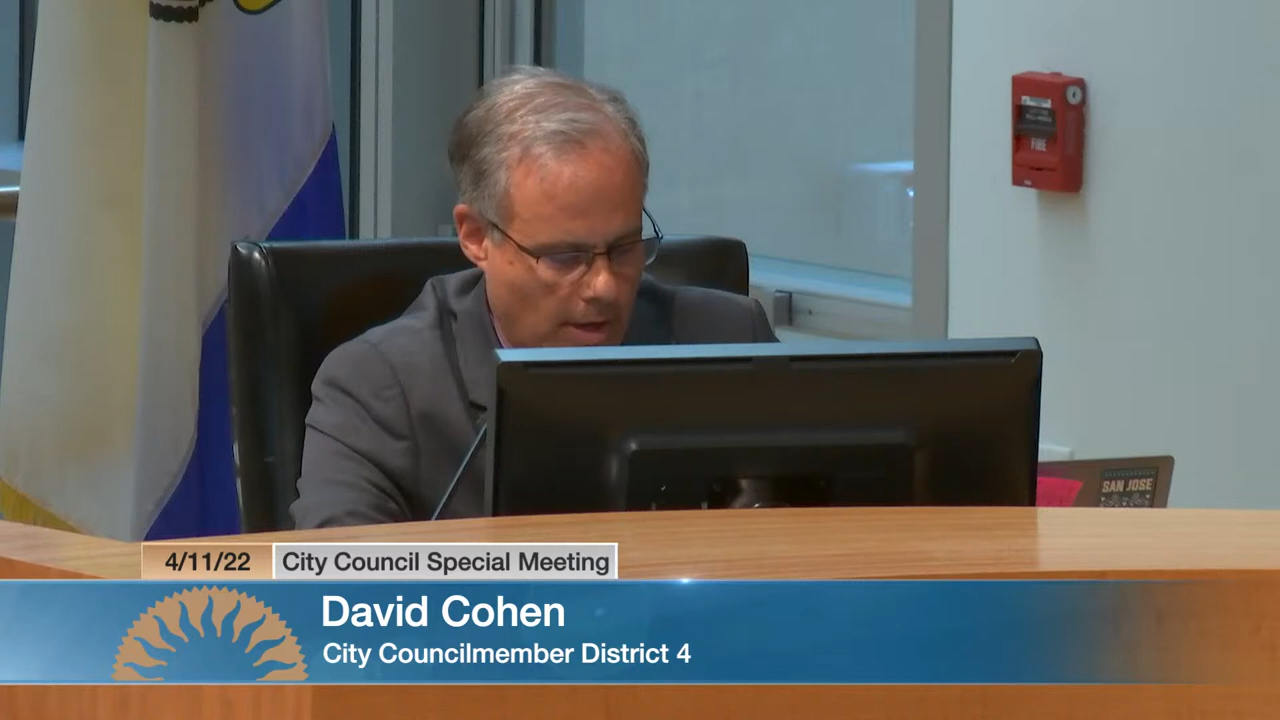 FIRE
SAN JOSE
4/11/22
City Council Special Meeting
David Cohen
City Councilmember District 4